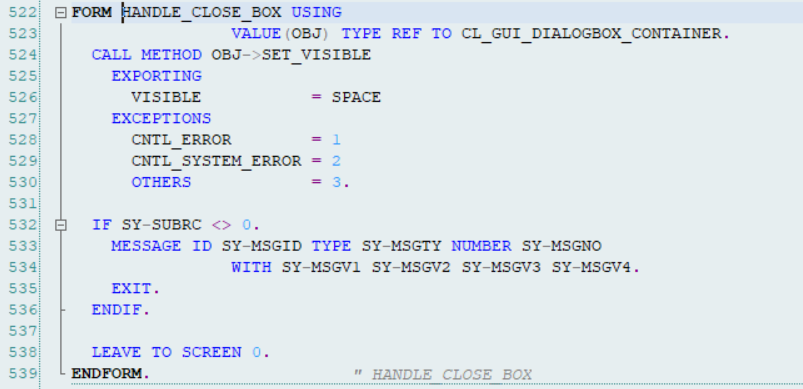 522 FORM HANDLE_CLOSE_BOX USING
523                 VALUE(OBJ) TYPE REF TO CL_GUI_DIALOGBOX_CONTAINER.
524   CALL METHOD OBJ->SET_VISIBLE
525     EXPORTING
526       VISIBLE           = SPACE
527     EXCEPTIONS
528       CNTL_ERROR        = 1
529       CNTL_SYSTEM_ERROR = 2
530       OTHERS            = 3.
531
532   IF SY-SUBRC <> 0.
533     MESSAGE ID SY-MSGID TYPE SY-MSGTY NUMBER SY-MSGNO
534                 WITH SY-MSGV1 SY-MSGV2 SY-MSGV3 SY-MSGV4.
535     EXIT.
536   ENDIF.
537
538   LEAVE TO SCREEN 0.
539 ENDFORM.                    " HANDLE_CLOSE_BOX